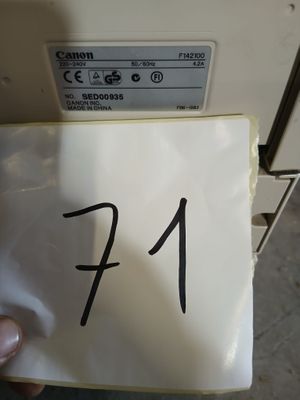 Canon F142100
220-240V 50/60Hz 4.2A
NO. SED00935
CANON INC.
MADE IN CHINA
71